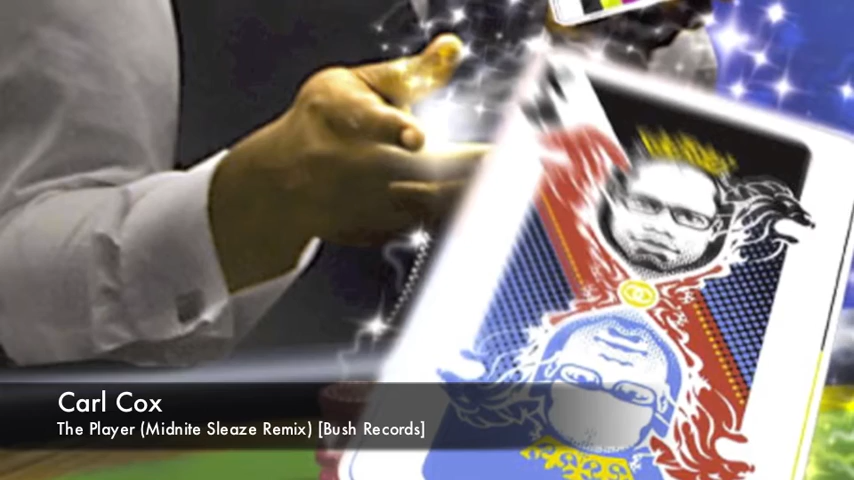 Carl Cox
The Player (Midnite Sleaze Remix) [Bush Records]